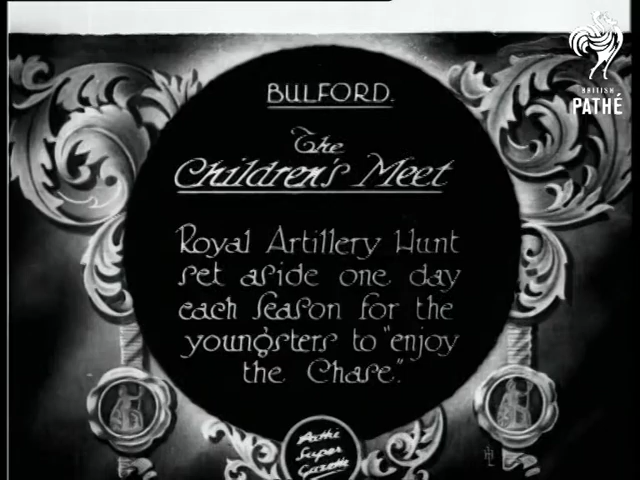 BRITISH
PATHÉ
BULFORD.
The
Children's Meet
Royal Artillery Hunt
set aside one day
each season for the
youngsters to "enjoy
the Chase".
Pathé
Super
Gazette